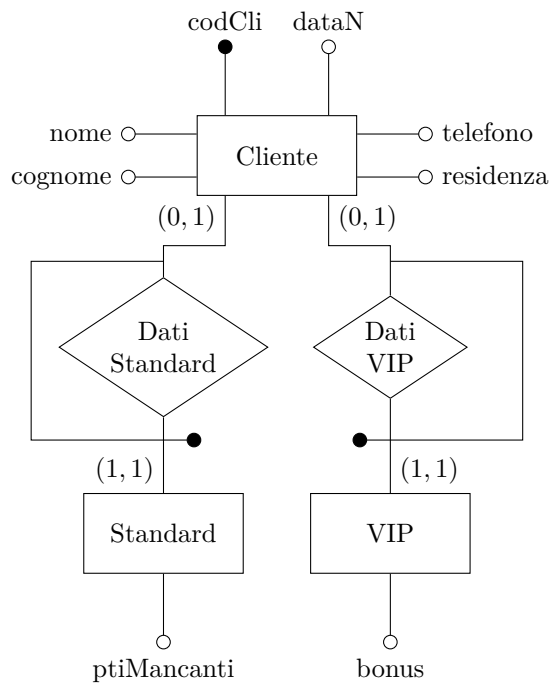 codCli dataN
nome telefono
Cliente
cognome residenza
(0, 1) (0, 1)
Dati Dati
Standard VIP
(1, 1) (1, 1)
Standard VIP
ptiMancanti bonus